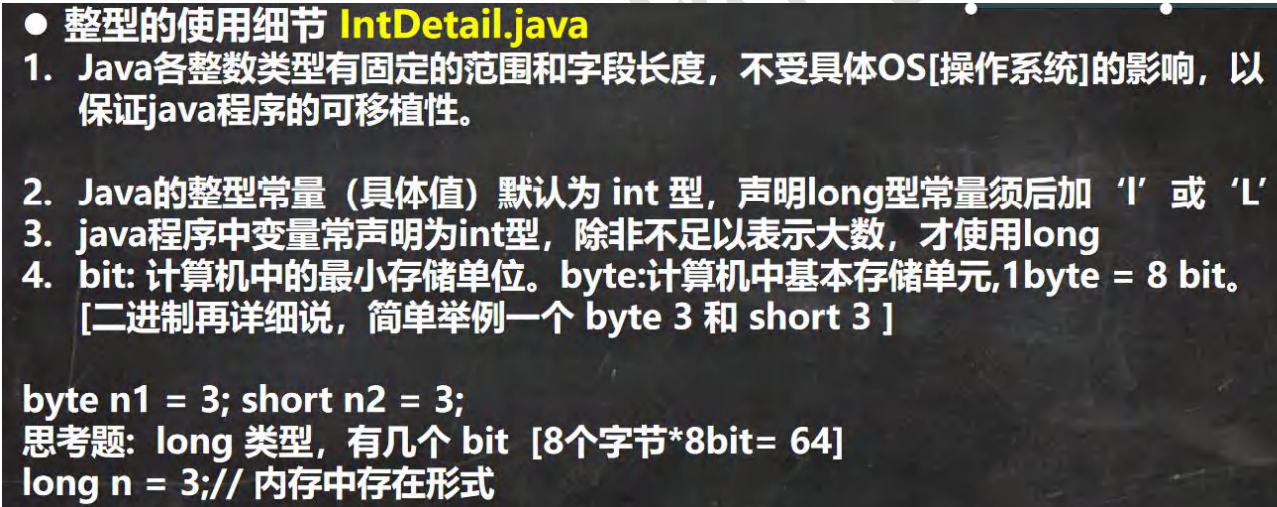 ● 整型的使用细节 IntDetail.java
1. Java各整数类型有固定的范围和字段长度，不受具体OS[操作系统]的影响，以
保证java程序的可移植性。
2. Java的整型常量（具体值）默认为 int 型，声明long型常量须后加‘l’或‘L’
3. java程序中变量常声明为int型，除非不足以表示大数，才使用long
4. bit: 计算机中的最小存储单位。byte:计算机中基本存储单元,1byte = 8 bit。
[二进制再详细说，简单举例一个 byte 3 和 short 3 ]
byte n1 = 3; short n2 = 3;
思考题: long 类型，有几个 bit [8个字节*8bit= 64]
long n = 3;// 内存中存在形式